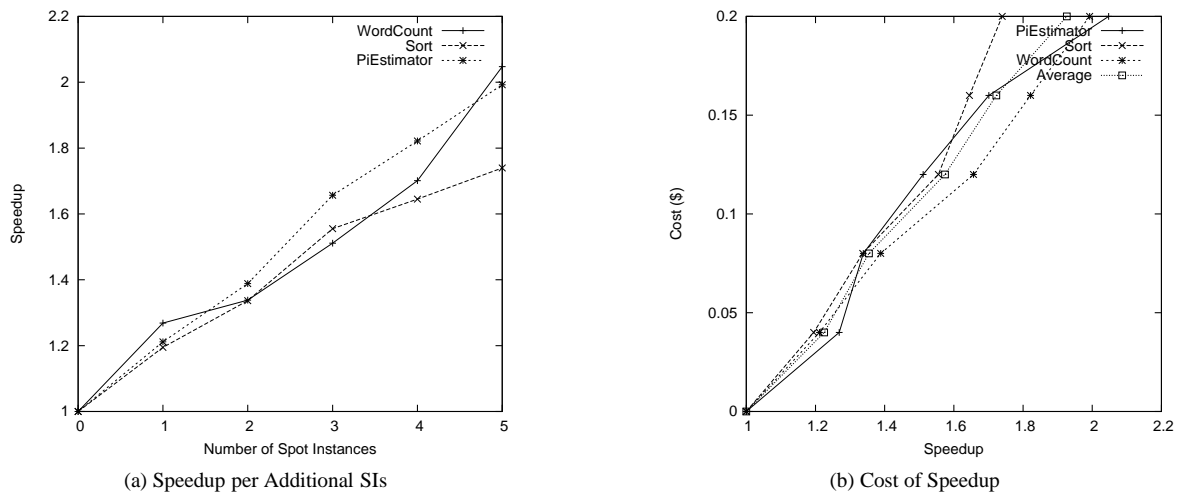 2.2
2
1.8
1.6
1.4
1.2
1
0 1 2 3 4 5
Speedup
Number of Spot Instances
WordCount
Sort
PiEstimator
(a) Speedup per Additional SIs
0.2
0.15
0.1
0.05
0
1 1.2 1.4 1.6 1.8 2 2.2
Cost ($)
Speedup
PiEstimator
Sort
WordCount
Average
(b) Cost of Speedup